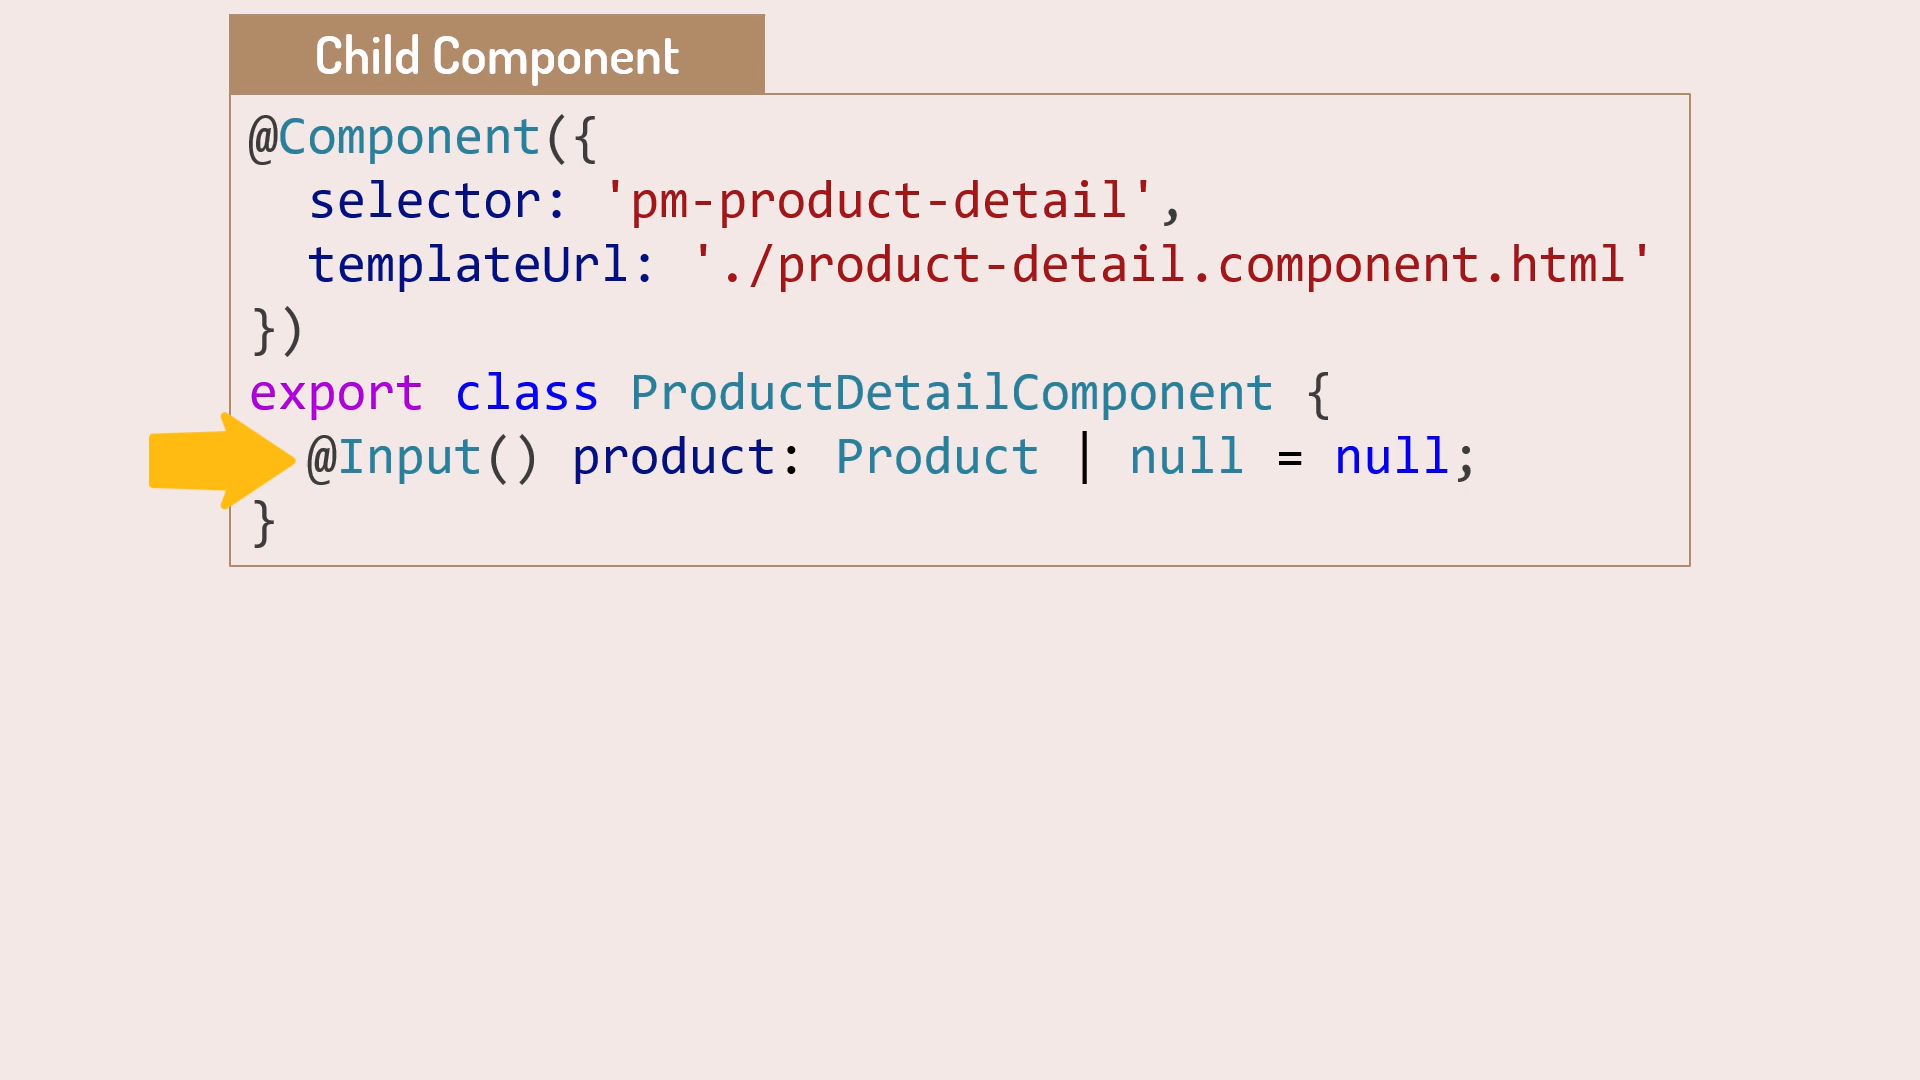 Child Component
@Component({
  selector: 'pm-product-detail',
  templateUrl: './product-detail.component.html'
})
export class ProductDetailComponent {
  @Input() product: Product | null = null;
}